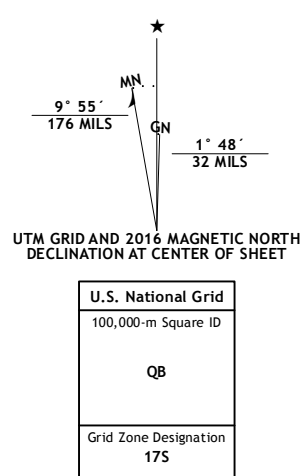 MN
9° 55´
176 MILS
GN
1° 48´
32 MILS
UTM GRID AND 2016 MAGNETIC NORTH
DECLINATION AT CENTER OF SHEET
U.S. National Grid
100,000-m Square ID
QB
Grid Zone Designation
17S